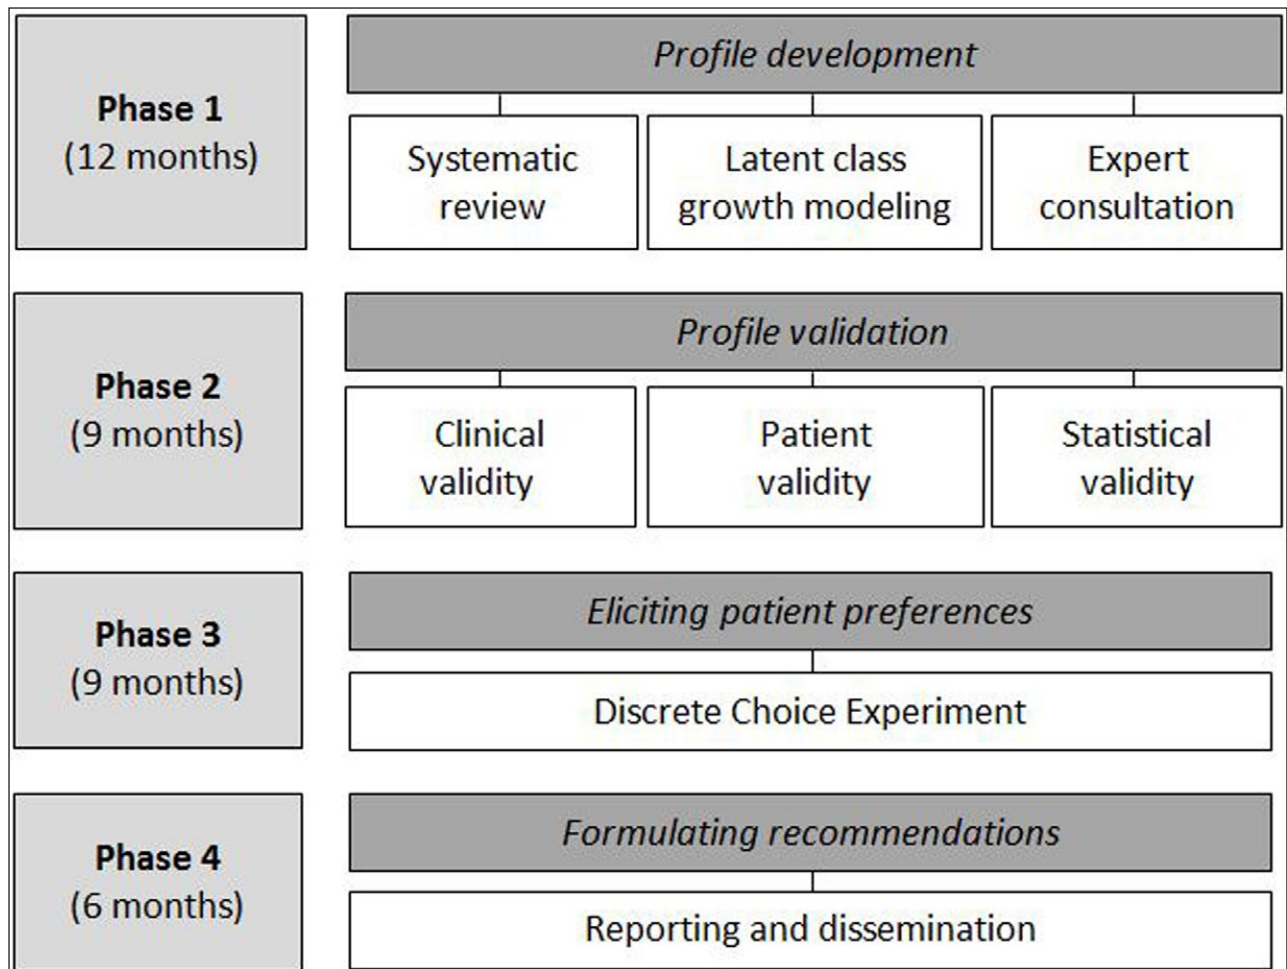 Phase 1
(12 months)
Profile development
Systematic
review
Latent class
growth modeling
Expert
consultation
Phase 2
(9 months)
Profile validation
Clinical
validity
Patient
validity
Statistical
validity
Phase 3
(9 months)
Eliciting patient preferences
Discrete Choice Experiment
Phase 4
(6 months)
Formulating recommendations
Reporting and dissemination